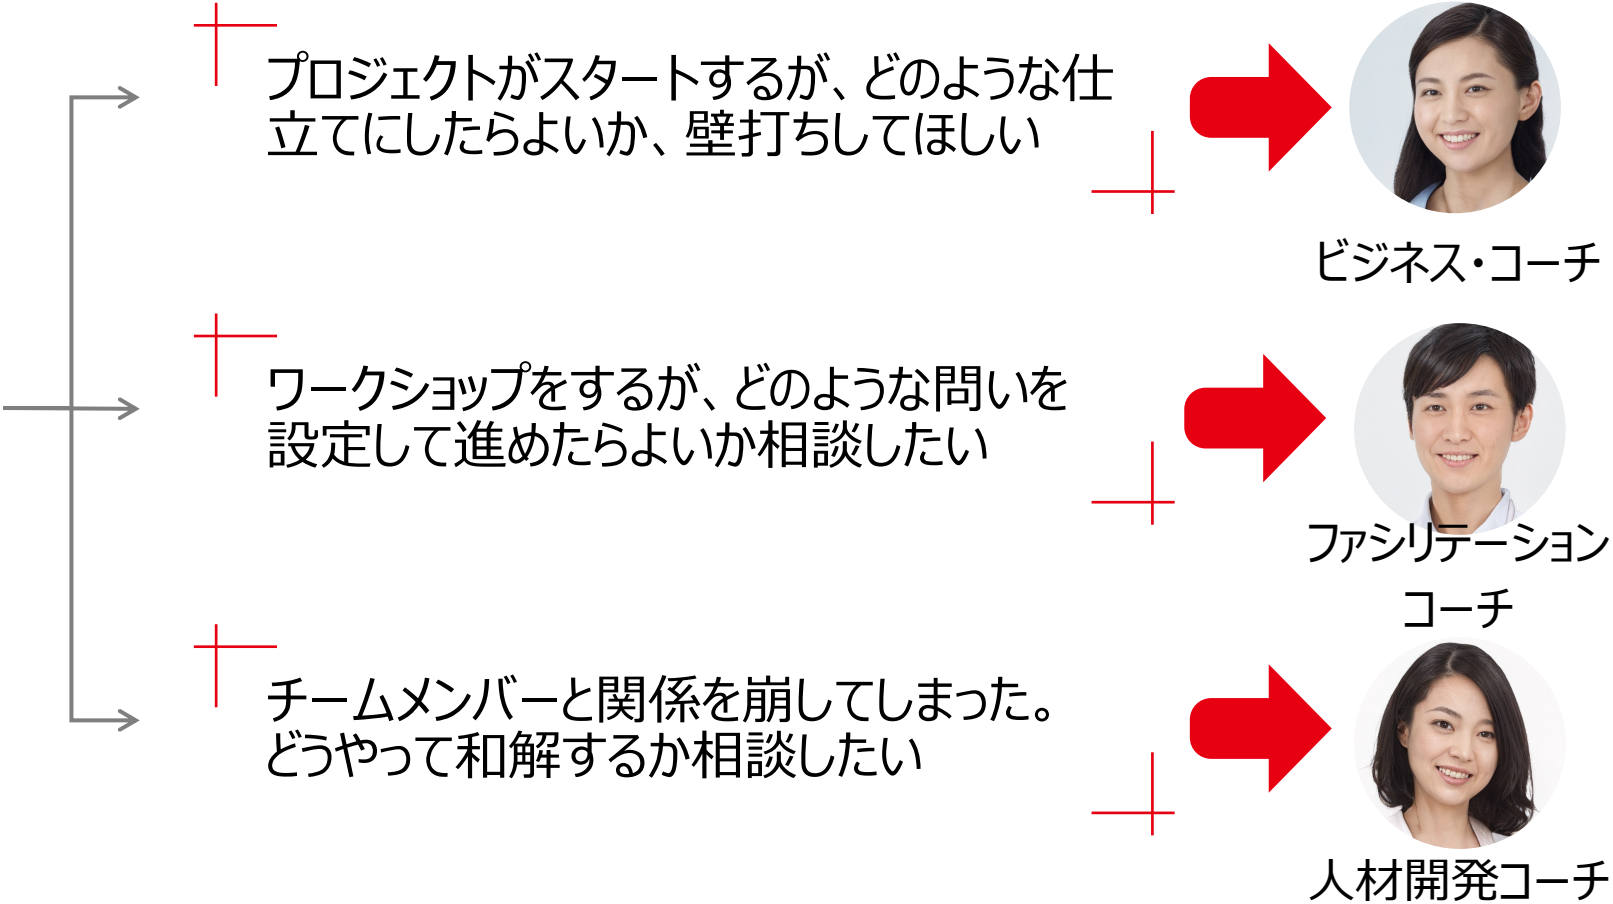 プロジェクトがスタートするが、どのような仕
立てにしたらよいか、壁打ちしてほしい
ビジネス・コーチ
ワークショップをするが、どのような問いを
設定して進めたらよいか相談したい
ファシリテーション
コーチ
チームメンバーと関係を崩してしまった。
どうやって和解するか相談したい
人材開発コーチ